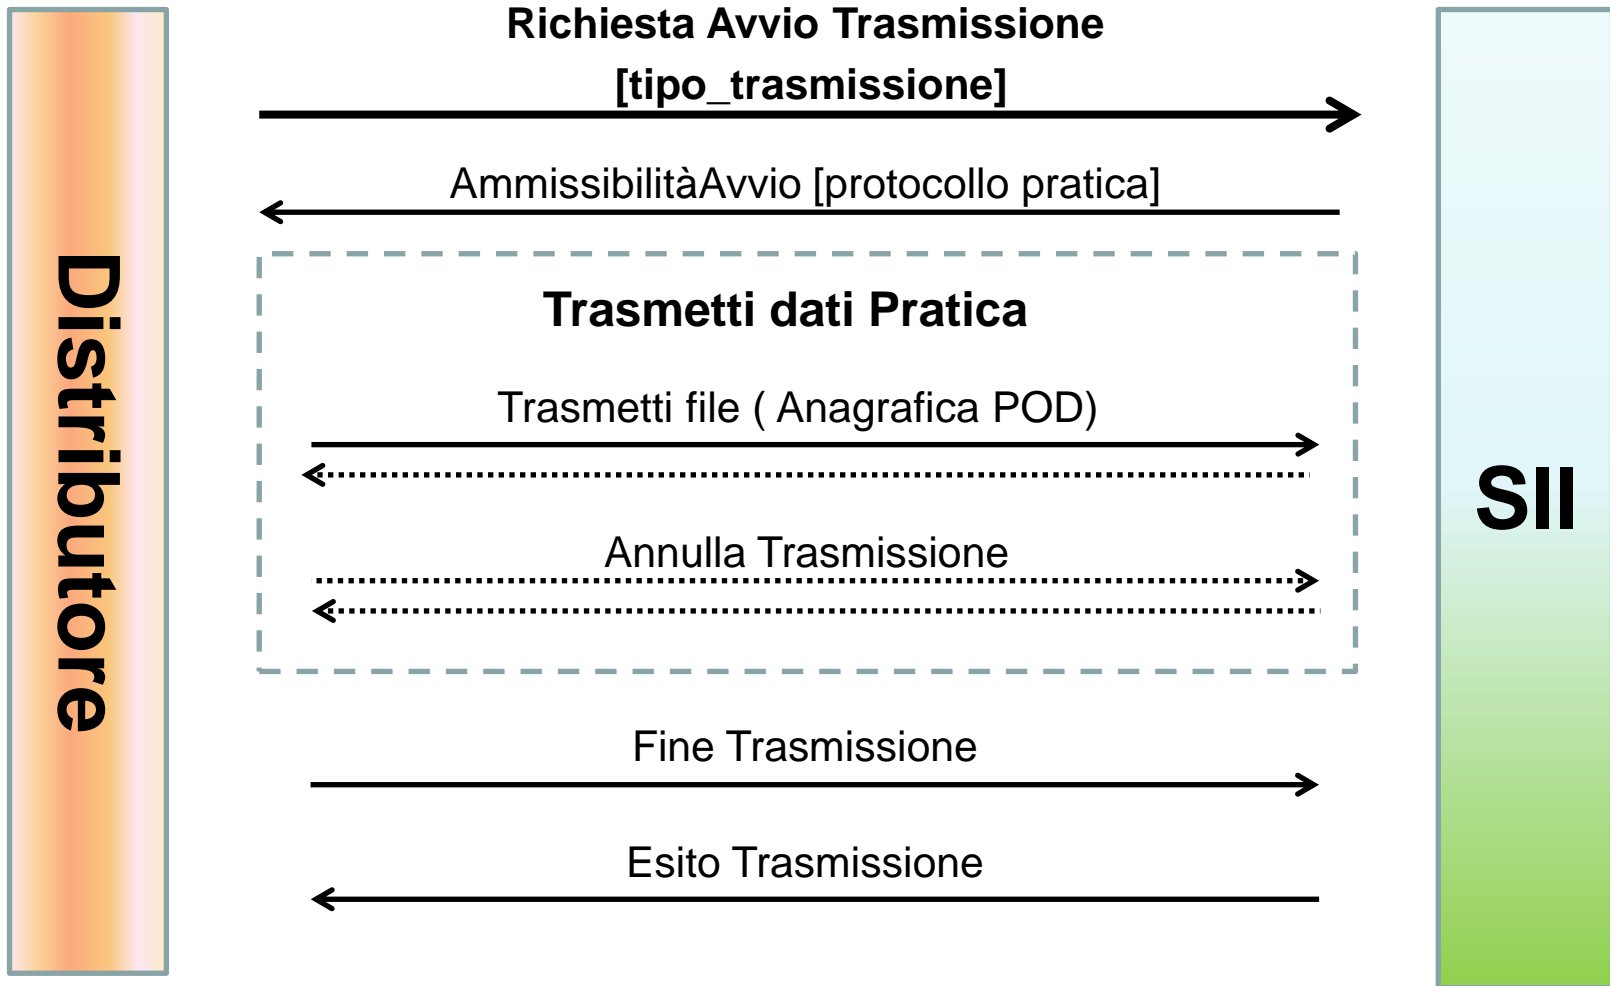 Richiesta Avvio Trasmissione
[tipo_trasmissione]
AmmissibilitàAvvio [protocollo pratica]
Distributore
Trasmetti dati Pratica
Trasmetti file ( Anagrafica POD)
SII
Annulla Trasmissione
Fine Trasmissione
Esito Trasmissione